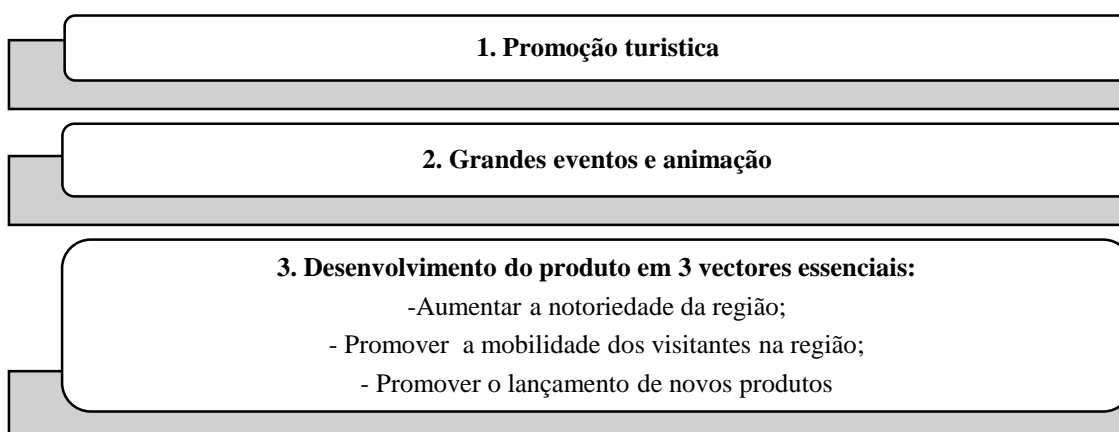 1. Promoção turistica
2. Grandes eventos e animação
3. Desenvolvimento do produto em 3 vectores essenciais:
-Aumentar a notoriedade da região;
- Promover a mobilidade dos visitantes na região;
- Promover o lançamento de novos produtos